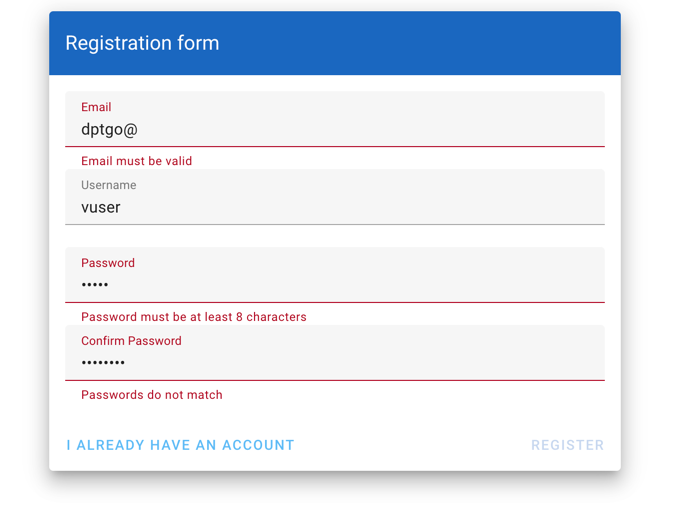 Registration form
Email
dptgo@
Email must be valid
Username
vuser
Password
•••••
Password must be at least 8 characters
Confirm Password
••••••••
Passwords do not match
I ALREADY HAVE AN ACCOUNT REGISTER